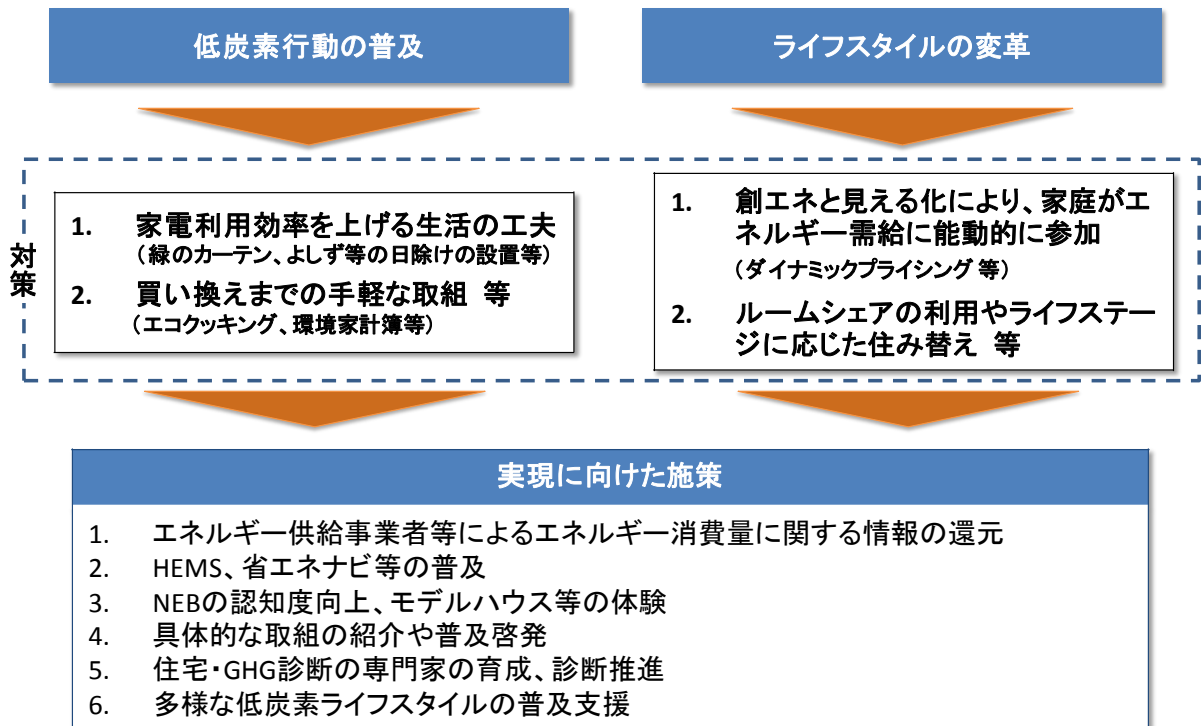 低炭素行動の普及
ライフスタイルの変革
対策
1. 家電利用効率を上げる生活の工夫
(緑のカーテン、よしず等の日除けの設置等)
2. 買い換えまでの手軽な取組 等
(エコクッキング、環境家計簿等)
1. 創エネと見える化により、家庭がエ
ネルギー需給に能動的に参加
(ダイナミックプライシング 等)
2. ルームシェアの利用やライフステー
ジに応じた住み替え 等
実現に向けた施策
1. エネルギー供給事業者等によるエネルギー消費量に関する情報の還元
2. HEMS、省エネナビ等の普及
3. NEBの認知度向上、モデルハウス等の体験
4. 具体的な取組の紹介や普及啓発
5. 住宅・GHG診断の専門家の育成、診断推進
6. 多様な低炭素ライフスタイルの普及支援